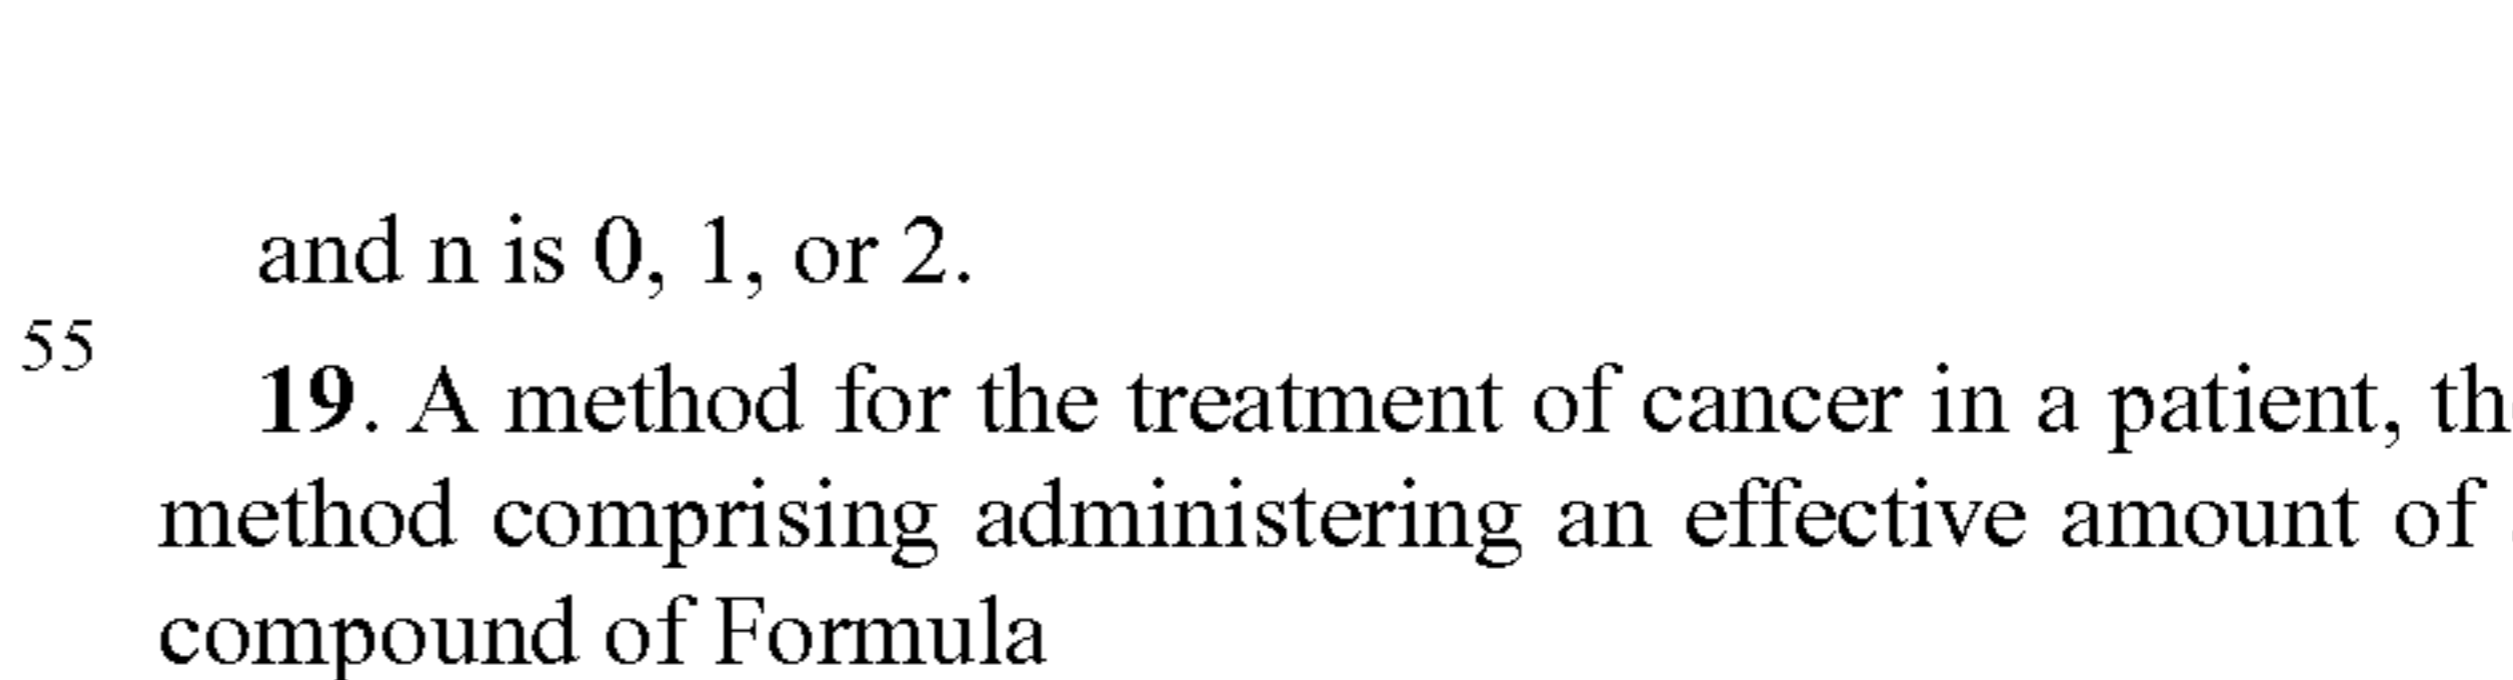 and n is 0, 1, or 2.
55
19. A method for the treatment of cancer in a patient,
method comprising administering an effective amount of
compound of Formula